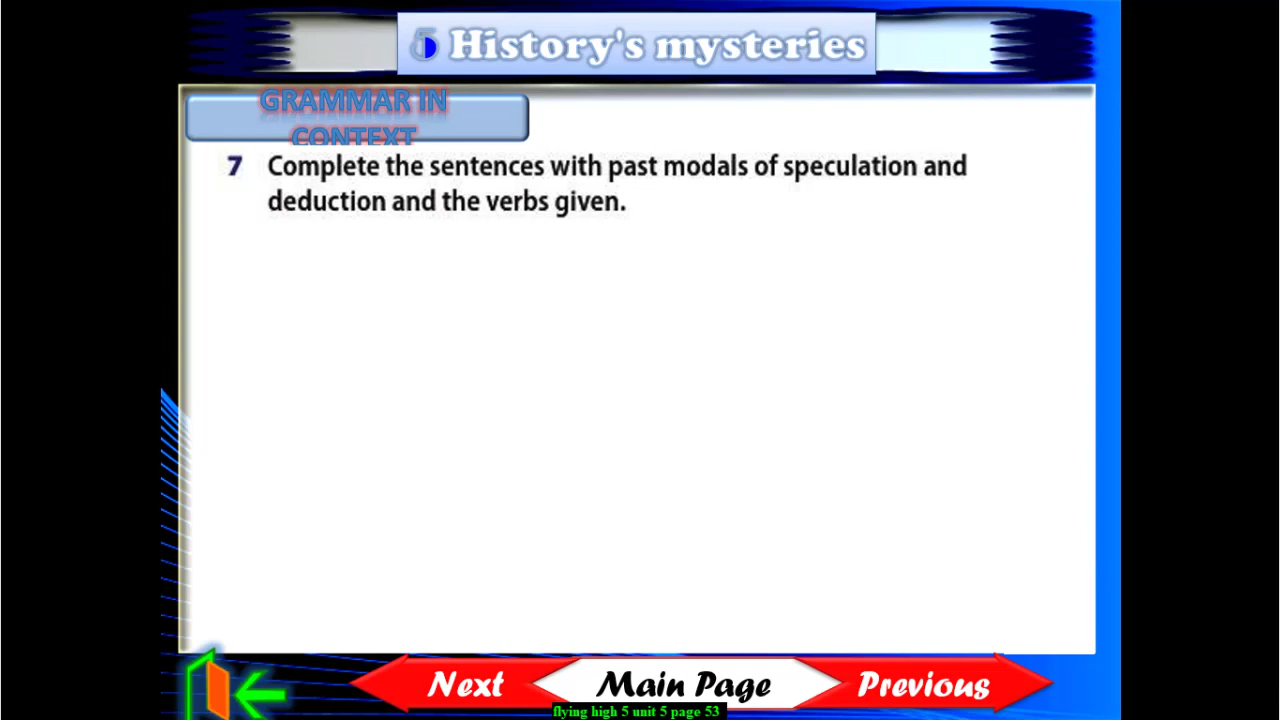 5 History's mysteries
GRAMMAR IN
CONTEXT
7 Complete the sentences with past modals of speculation and
deduction and the verbs given.
Next Main Page Previous
flying high 5 unit 5 page 53